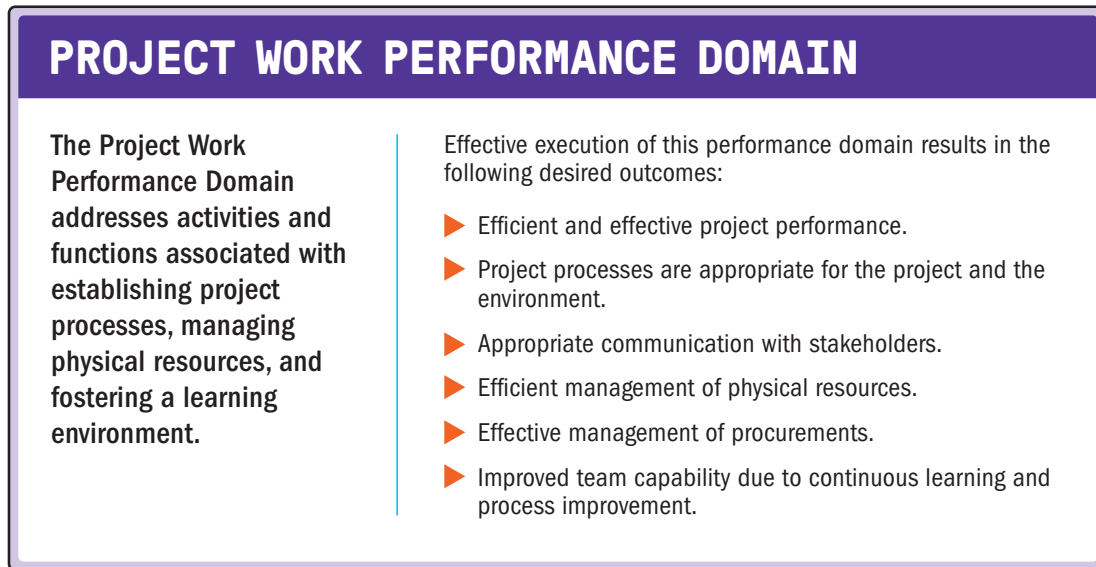 PROJECT WORK PERFORMANCE DOMAIN
The Project Work
Performance Domain
addresses activities and
functions associated with
establishing project
processes, managing
physical resources, and
fostering a learning
environment.
Effective execution of this performance domain results in the
following desired outcomes:
Efficient and effective project performance.
Project processes are appropriate for the project and the
environment.
Appropriate communication with stakeholders.
Efficient management of physical resources.
Effective management of procurements.
Improved team capability due to continuous learning and
process improvement.